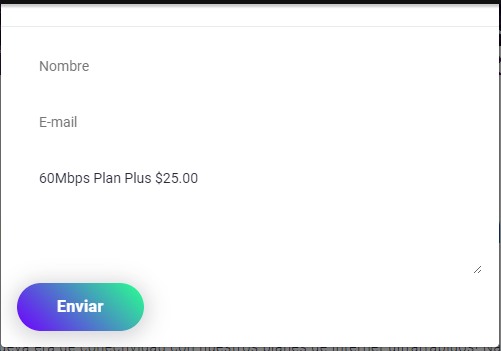 Nombre
E-mail
60Mbps Plan Plus $25.00
Enviar